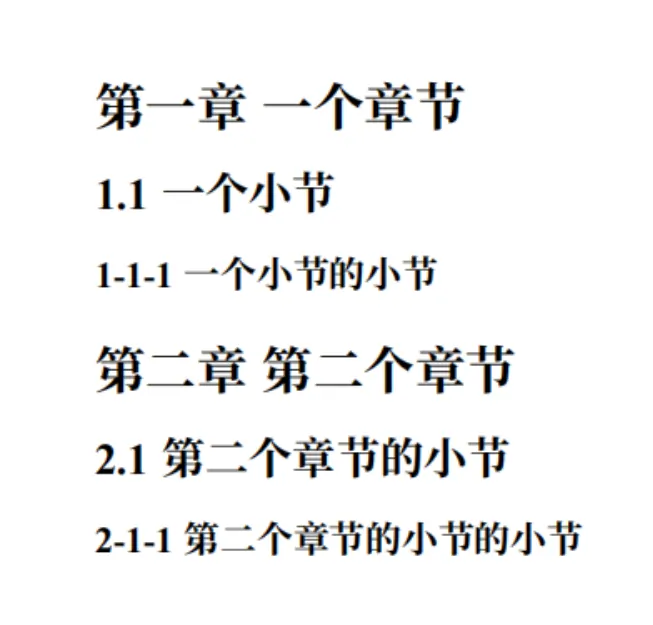 第一章 一个章节
1.1 一个小节
1-1-1 一个小节的小节
第二章 第二个章节
2.1 第二个章节的小节
2-1-1 第二个章节的小节的小节